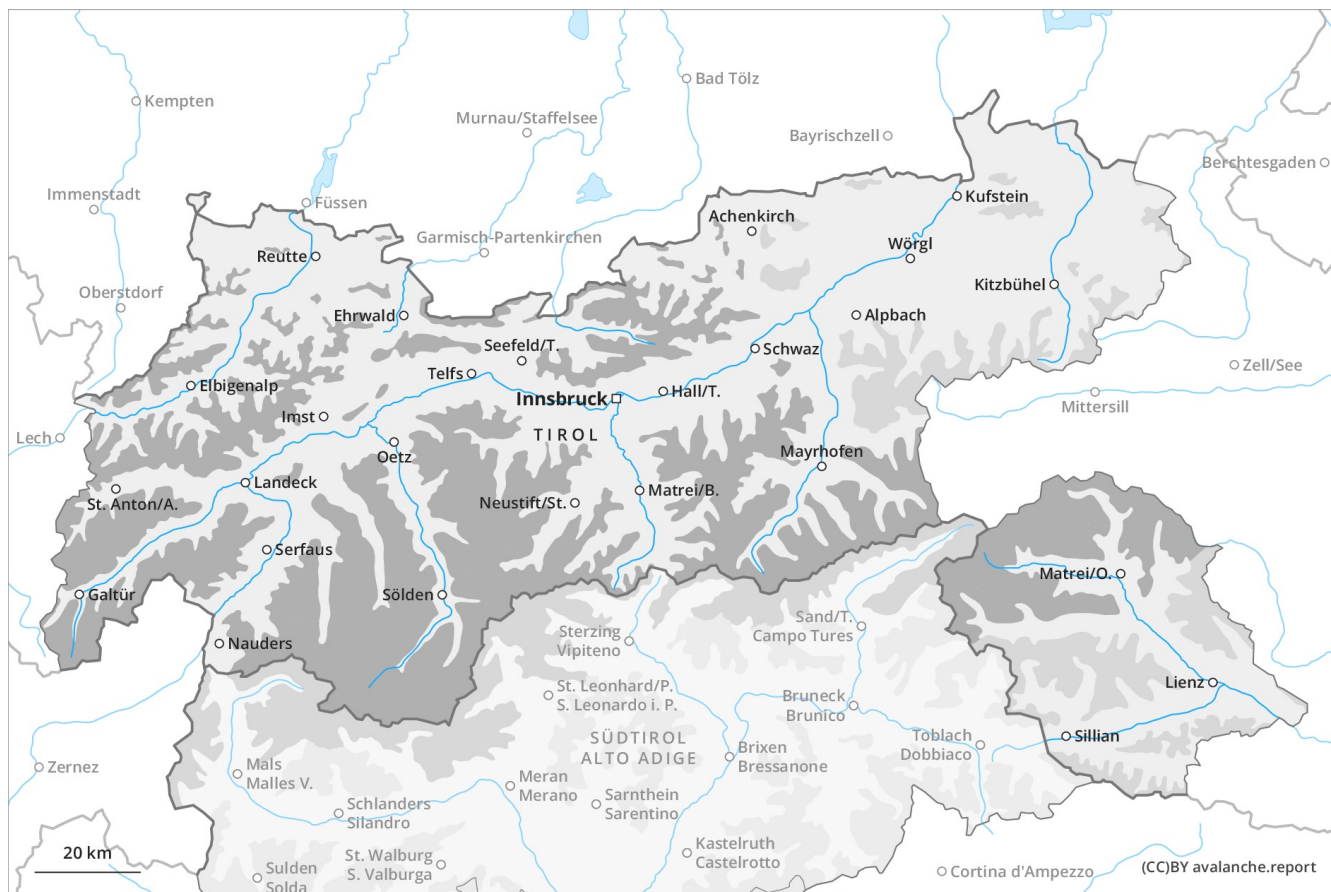 Bad Tölz
Kempten
Murnau/Staffelsee
Bayrischzell
Berchtesgaden
Immenstadt
Füssen
Kufstein
Achenkirch
Garmisch-Partenkirchen
Wörgl
Reutte
Kitzbühel
Oberstdorf
Ehrwald
Alpbach
Seefeld/T.
Schwaz
Zell/See
Telfs
Elbigenalp
Hall/T.
Innsbruck
Mittersill
Imst
TIROL
Lech
Oetz
Mayrhofen
Landeck
Matrei/B.
St. Anton/A.
Neustift/St.
Serfaus
Matrei/O.
Galtür
Sölden
Sand/T.
Campo Tures
Sterzing
Vipiteno
Nauders
Lienz
St. Leonhard/P.
S. Leonardo i. P.
Bruneck
Brunico
SÜDTIROL
ALTO ADIGE
Toblach
Dobbiaco
Sillian
Brixen
Bressanone
Zernez
Mals
Malles V.
Meran
Merano
Sarnthein
Sarentino
Schlanders
Silandro
Kastelruth
Castelrotto
20 km
St. Walburg
S. Valburga
Sulden
Solda
Cortina d'Ampezzo
(CC)BY avalanche.report